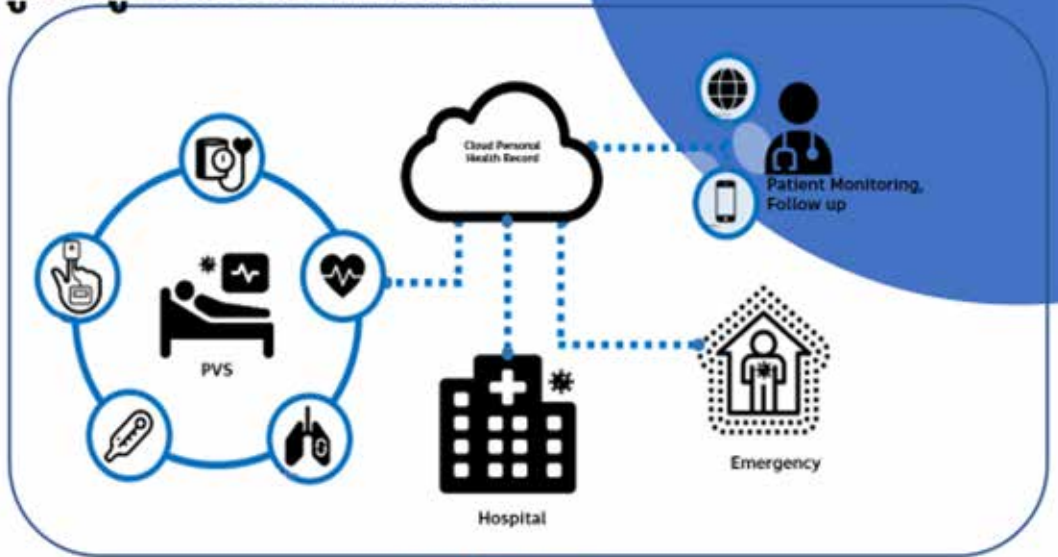 Cloud Personal
Health Record
Patient Monitoring,
Follow up
PVS
Hospital
Emergency